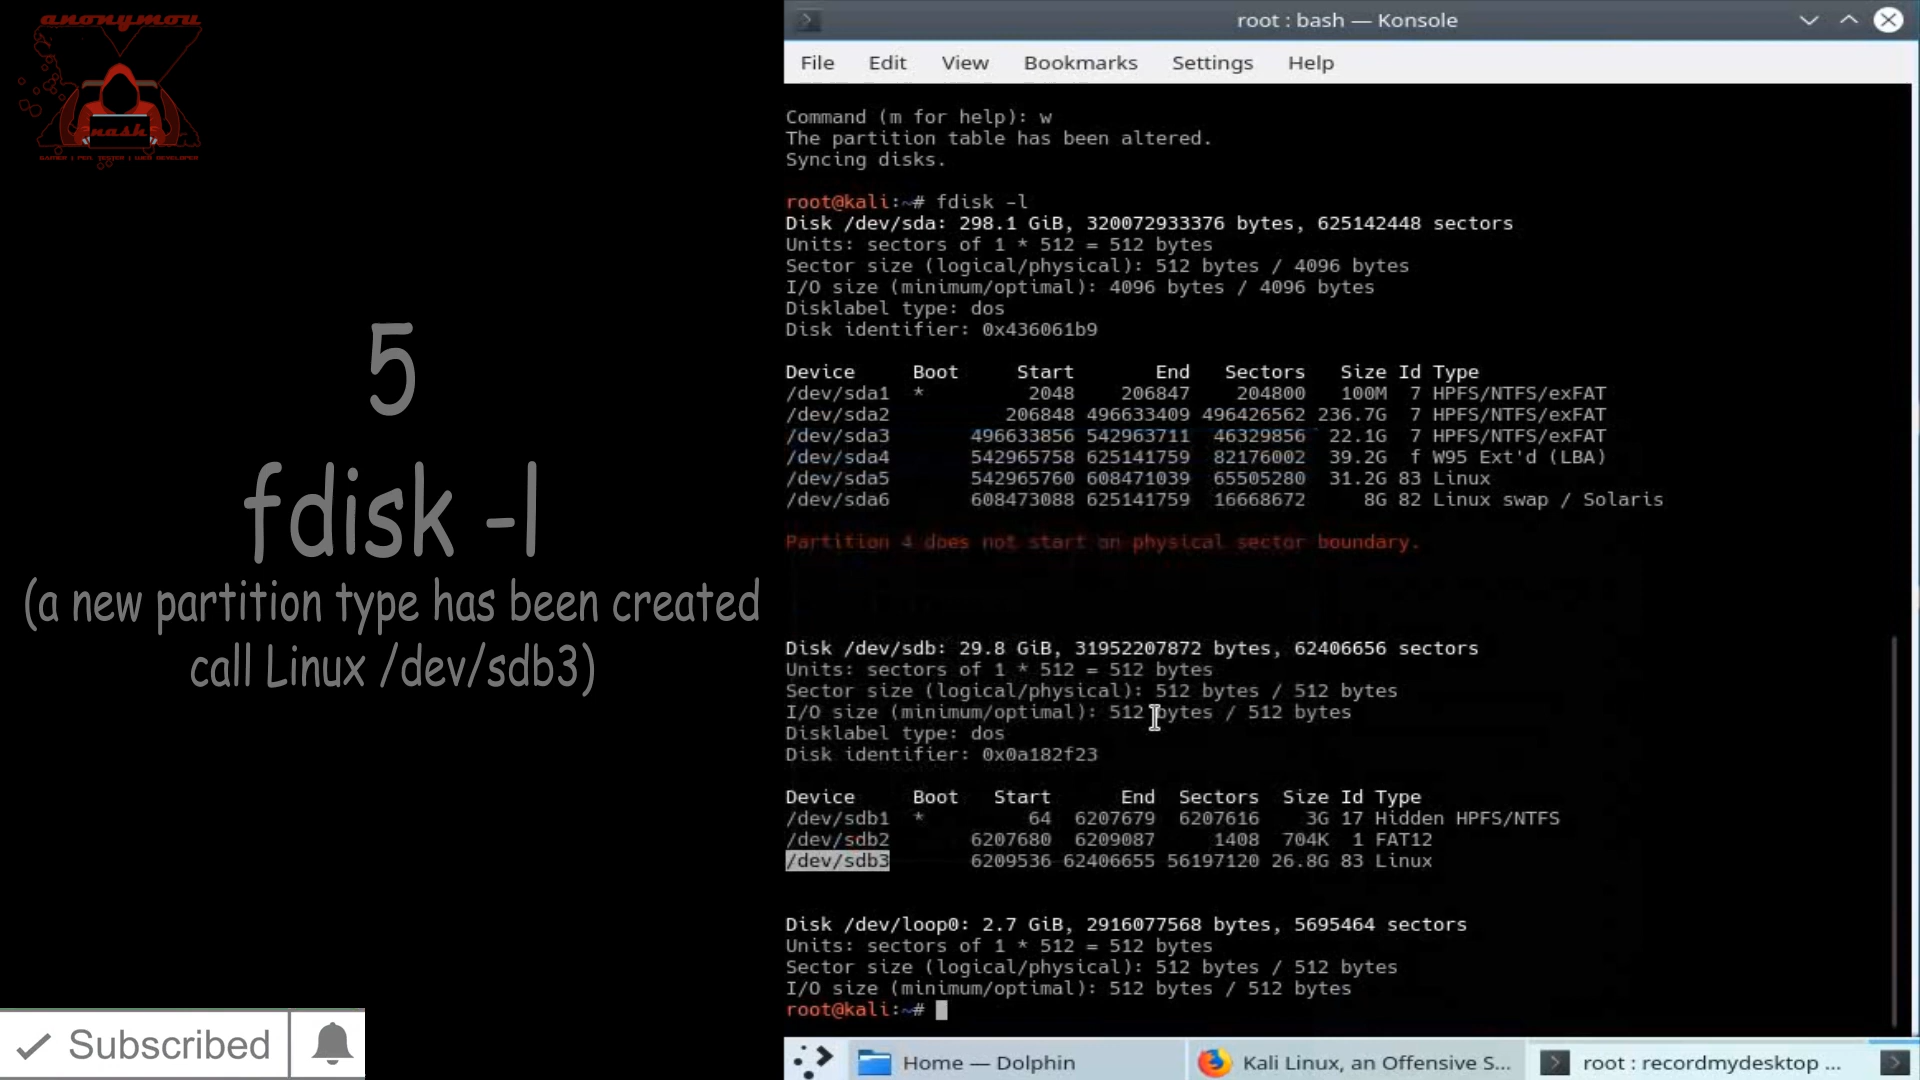 anonymou
nash
GAMER | PEN. TESTER | WEB DEVELOPER
5
fdisk -l
(a new partition type has been created
call Linux /dev/sdb3)
Subscribed
root : bash — Konsole
File Edit View Bookmarks Settings Help
Command (m for help): w
The partition table has been altered.
Syncing disks.
root@kali:~# fdisk -l
Disk /dev/sda: 298.1 GiB, 320072933376 bytes, 625142448 sectors
Units: sectors of 1 * 512 = 512 bytes
Sector size (logical/physical): 512 bytes / 4096 bytes
I/O size (minimum/optimal): 4096 bytes / 4096 bytes
Disklabel type: dos
Disk identifier: 0x436061b9
Device Boot Start End Sectors Size Id Type
/dev/sda1 * 2048 206847 204800 100M 7 HPFS/NTFS/exFAT
/dev/sda2 206848 496633409 496426562 236.7G 7 HPFS/NTFS/exFAT
/dev/sda3 496633856 542963711 46329856 22.1G 7 HPFS/NTFS/exFAT
/dev/sda4 542965758 625141759 82176002 39.2G f W95 Ext'd (LBA)
/dev/sda5 542965760 608471039 65505280 31.2G 83 Linux
/dev/sda6 608473088 625141759 16668672 8G 82 Linux swap / Solaris
Partition 4 does not start on physical sector boundary.
Disk /dev/sdb: 29.8 GiB, 31952207872 bytes, 62406656 sectors
Units: sectors of 1 * 512 = 512 bytes
Sector size (logical/physical): 512 bytes / 512 bytes
I/O size (minimum/optimal): 512 bytes / 512 bytes
Disklabel type: dos
Disk identifier: 0x0a182f23
Device Boot Start End Sectors Size Id Type
/dev/sdb1 * 64 6207679 6207616 3G 17 Hidden HPFS/NTFS
/dev/sdb2 6207680 6209087 1408 704K 1 FAT12
/dev/sdb3 6209536 62406655 56197120 26.8G 83 Linux
Disk /dev/loop0: 2.7 GiB, 2916077568 bytes, 5695464 sectors
Units: sectors of 1 * 512 = 512 bytes
Sector size (logical/physical): 512 bytes / 512 bytes
I/O size (minimum/optimal): 512 bytes / 512 bytes
root@kali:~#
Home — Dolphin
Kali Linux, an Offensive S...
root : recordmydesktop ...